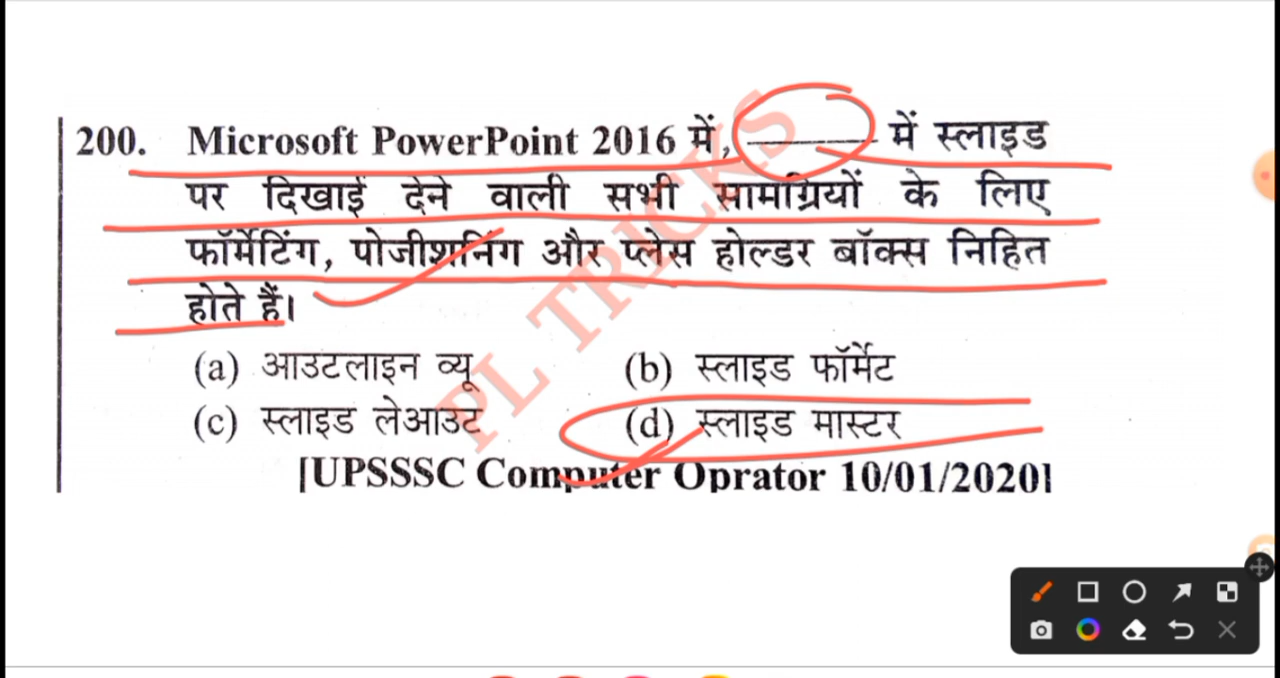 200. Microsoft PowerPoint 2016 में, ______ में स्लाइड
पर दिखाई देने वाली सभी सामग्रियों के लिए
फॉर्मेटिंग, पोजीशनिंग और प्लेस होल्डर बॉक्स निहित
होते हैं।
(a) आउटलाइन व्यू (b) स्लाइड फॉर्मेट
(c) स्लाइड लेआउट (d) स्लाइड मास्टर
[UPSSSC Computer Oprator 10/01/2020]
PL TRICKS